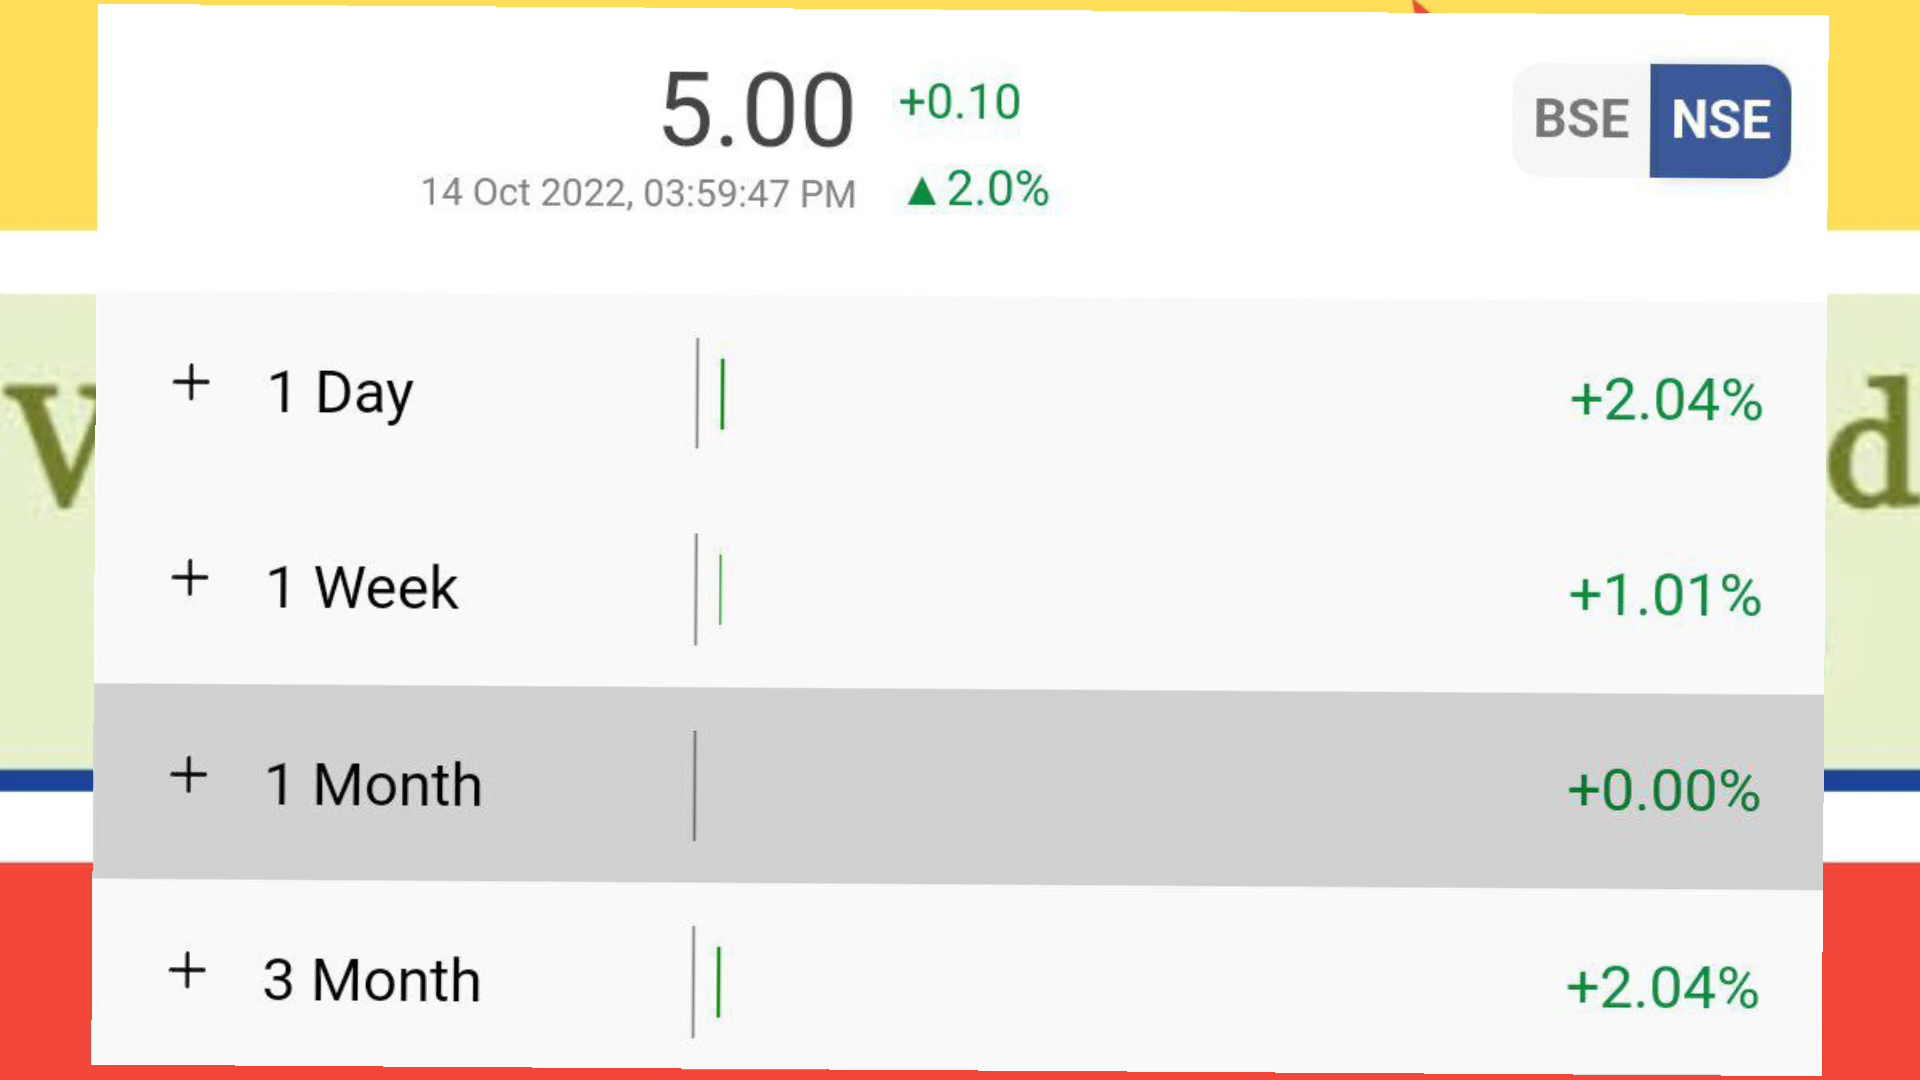 5.00 +0.10
14 Oct 2022, 03:59:47 PM ▲2.0%
BSE NSE
+ 1 Day +2.04%
+ 1 Week +1.01%
+ 1 Month +0.00%
+ 3 Month +2.04%